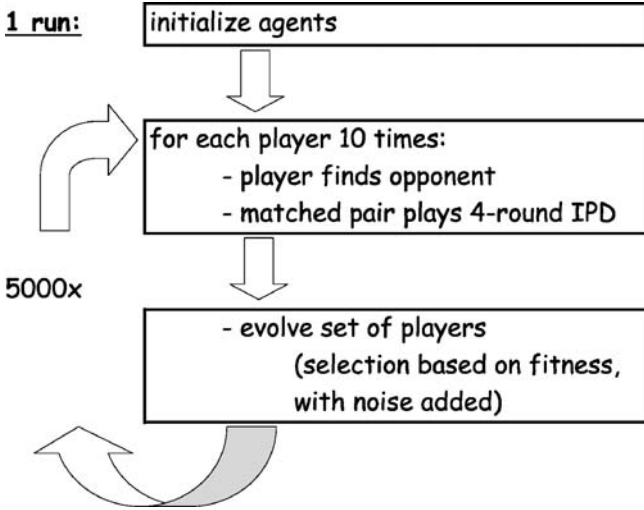 1 run:
initialize agents
for each player 10 times:
- player finds opponent
- matched pair plays 4-round IPD
5000x
- evolve set of players
(selection based on fitness,
with noise added)